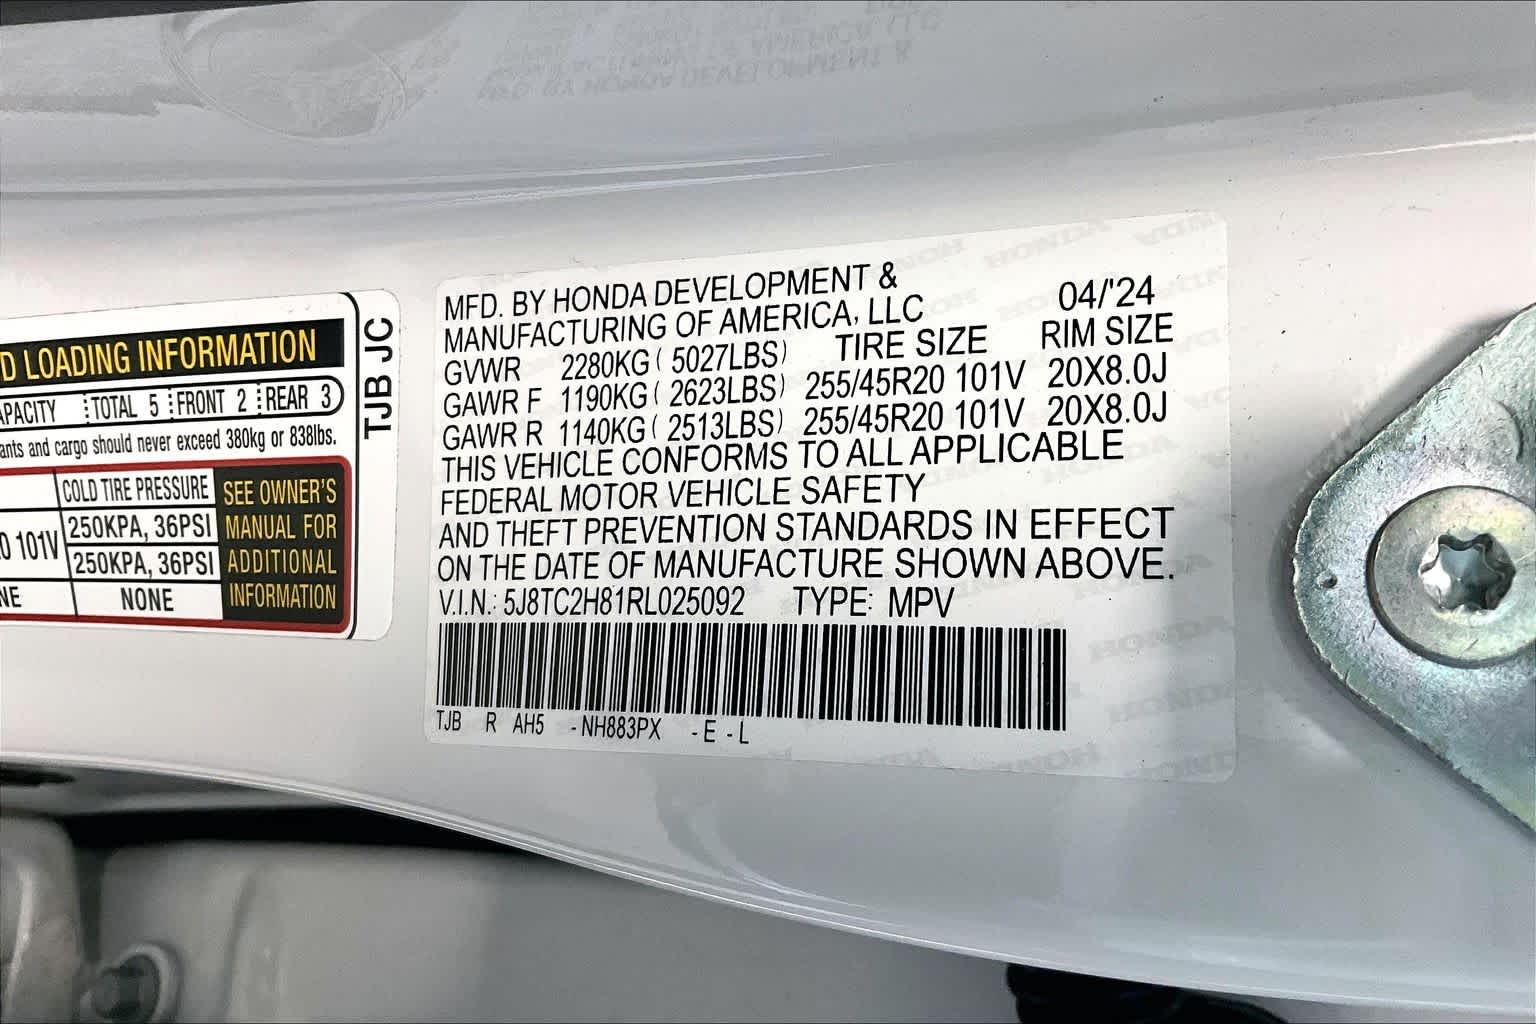 D LOADING INFORMATION
APACITY TOTAL 5 FRONT 2 REAR 3
ants and cargo should never exceed 380kg or 838lbs.
COLD TIRE PRESSURE
0 101V 250KPA, 36PSI
250KPA, 36PSI
NE NONE
SEE OWNER'S
MANUAL FOR
ADDITIONAL
INFORMATION
TJB JC
MFD. BY HONDA DEVELOPMENT &
MANUFACTURING OF AMERICA, LLC 04/'24
GVWR 2280KG ( 5027LBS) TIRE SIZE RIM SIZE
GAWR F 1190KG ( 2623LBS) 255/45R20 101V 20X8.0J
GAWR R 1140KG ( 2513LBS) 255/45R20 101V 20X8.0J
THIS VEHICLE CONFORMS TO ALL APPLICABLE
FEDERAL MOTOR VEHICLE SAFETY
AND THEFT PREVENTION STANDARDS IN EFFECT
ON THE DATE OF MANUFACTURE SHOWN ABOVE.
V.I.N.: 5J8TC2H81RL025092 TYPE: MPV
TJB R AH5 -NH883PX -E -L